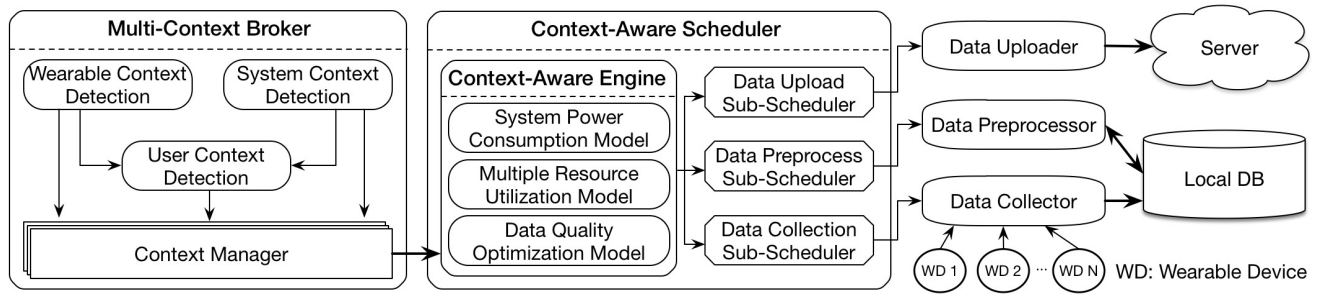 Multi-Context Broker
Wearable Context
Detection
System Context
Detection
User Context
Detection
Context Manager
Context-Aware Scheduler
Context-Aware Engine
System Power
Consumption Model
Multiple Resource
Utilization Model
Data Quality
Optimization Model
Data Upload
Sub-Scheduler
Data Preprocess
Sub-Scheduler
Data Collection
Sub-Scheduler
Data Uploader
Data Preprocessor
Data Collector
Server
Local DB
WD 1
WD 2
...
WD N
WD: Wearable Device